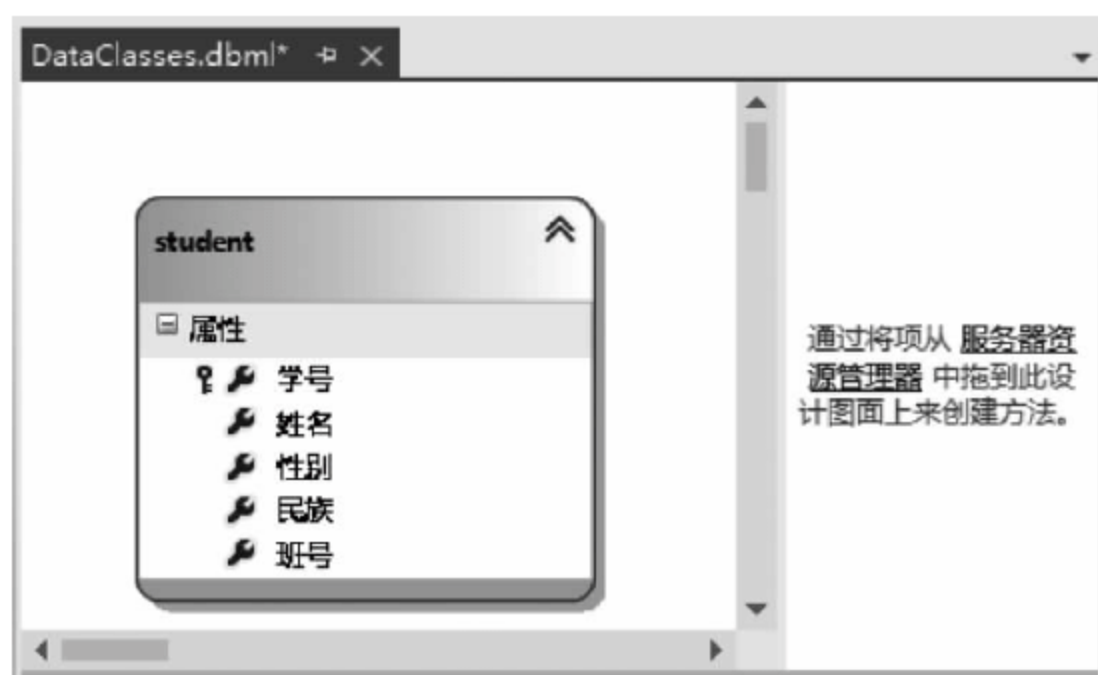 DataClasses.dbml*
student
属性
学号
姓名
性别
民族
班号
通过将项从 服务器资
源管理器 中拖到此设
计图面上来创建方法。